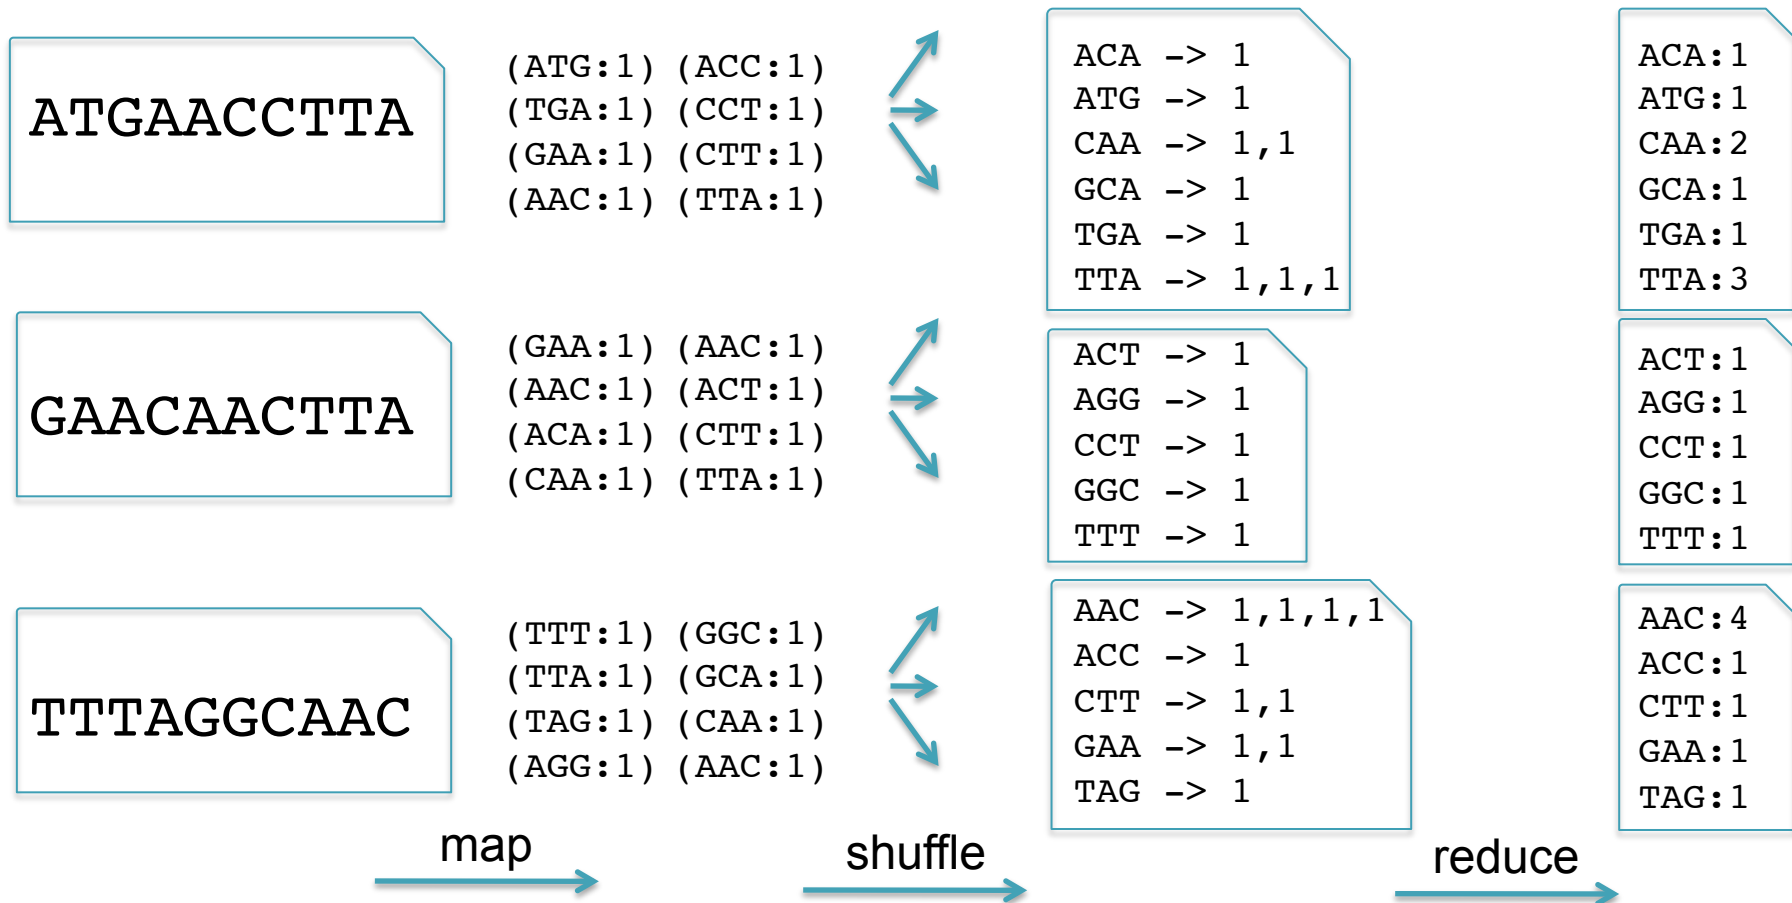 ATGAACCTTA
(ATG:1) (ACC:1)
(TGA:1) (CCT:1)
(GAA:1) (CTT:1)
(AAC:1) (TTA:1)
ACA -> 1
ATG -> 1
CAA -> 1,1
GCA -> 1
TGA -> 1
TTA -> 1,1,1
ACA:1
ATG:1
CAA:2
GCA:1
TGA:1
TTA:3
GAACAACTTA
(GAA:1) (AAC:1)
(AAC:1) (ACT:1)
(ACA:1) (CTT:1)
(CAA:1) (TTA:1)
ACT -> 1
AGG -> 1
CCT -> 1
GGC -> 1
TTT -> 1
ACT:1
AGG:1
CCT:1
GGC:1
TTT:1
TTTAGGCAAC
(TTT:1) (GGC:1)
(TTA:1) (GCA:1)
(TAG:1) (CAA:1)
(AGG:1) (AAC:1)
AAC -> 1,1,1,1
ACC -> 1
CTT -> 1,1
GAA -> 1,1
TAG -> 1
AAC:4
ACC:1
CTT:1
GAA:1
TAG:1
map
shuffle
reduce